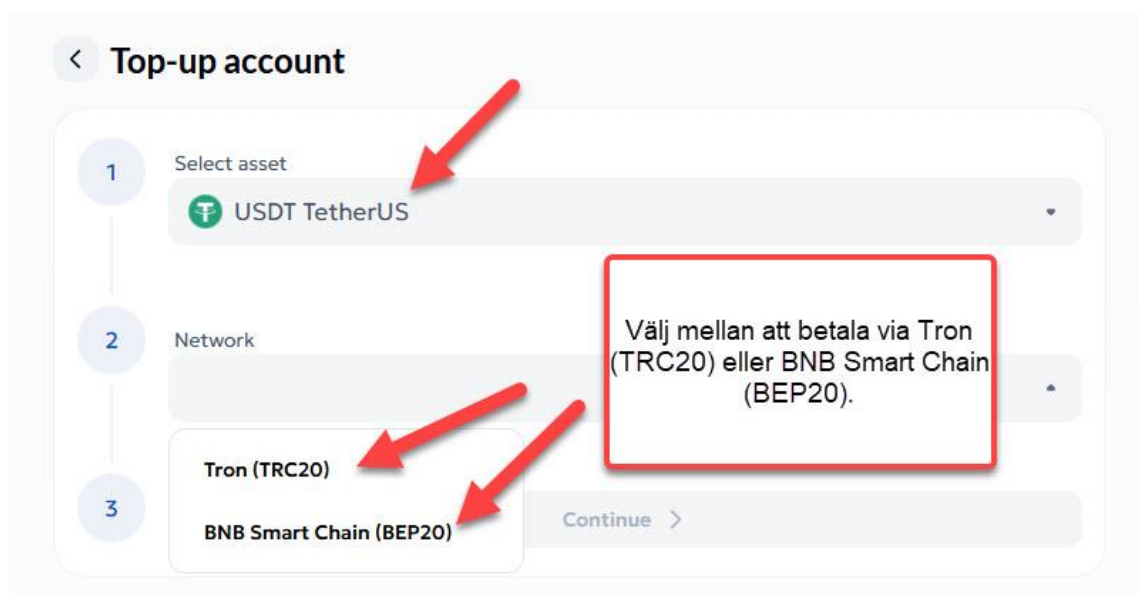 Top-up account
1
Select asset
USDT TetherUS
2
Network
Välj mellan att betala via Tron
(TRC20) eller BNB Smart Chain
(BEP20).
Tron (TRC20)
3
BNB Smart Chain (BEP20)
Continue